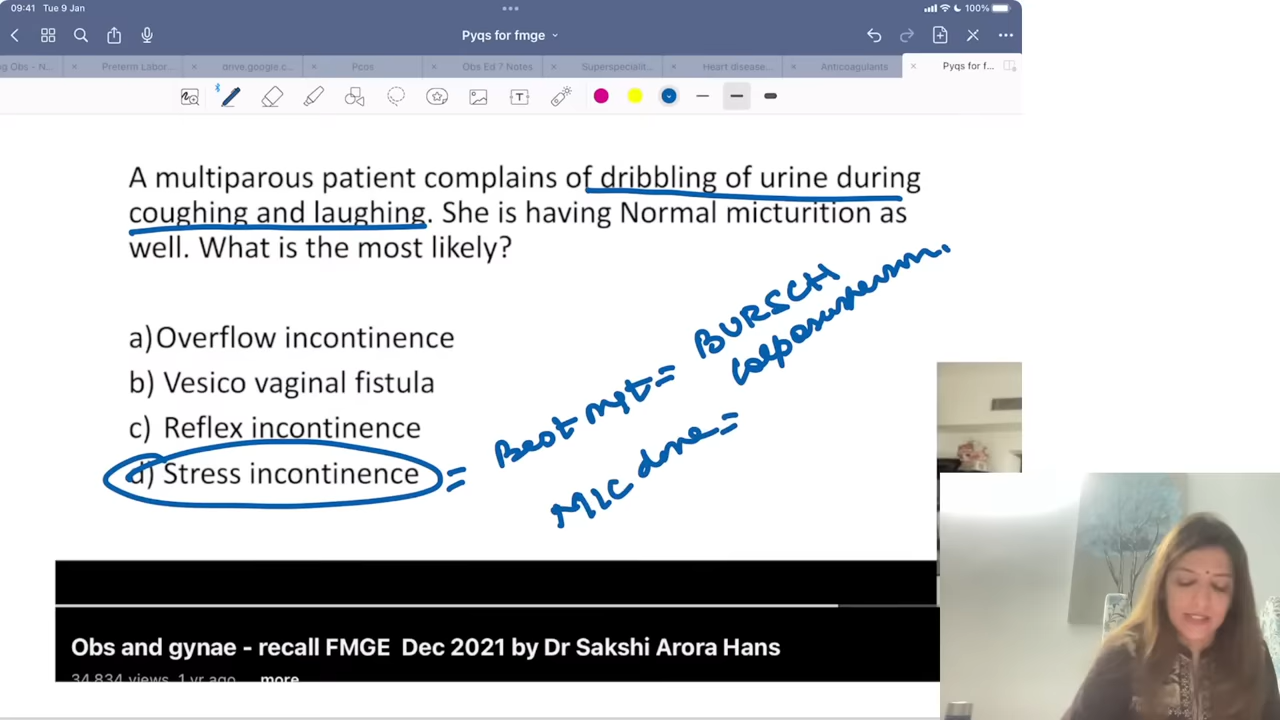 09:41 Tue 9 Jan
100%
Pyqs for fmge
g Obs - N...
Preterm Labor...
drive.google.c...
Pcos
Obs Ed 7 Notes
Superspecialit...
Heart disease...
Anticoagulants
Pyqs for f...
A multiparous patient complains of dribbling of urine during
coughing and laughing. She is having Normal micturition as
well. What is the most likely?
a) Overflow incontinence
b) Vesico vaginal fistula
c) Reflex incontinence
d) Stress incontinence
= Best mgt = BURSCH
colposuspension.
MIC done =
Obs and gynae - recall FMGE Dec 2021 by Dr Sakshi Arora Hans
34,834 views 1 yr ago more